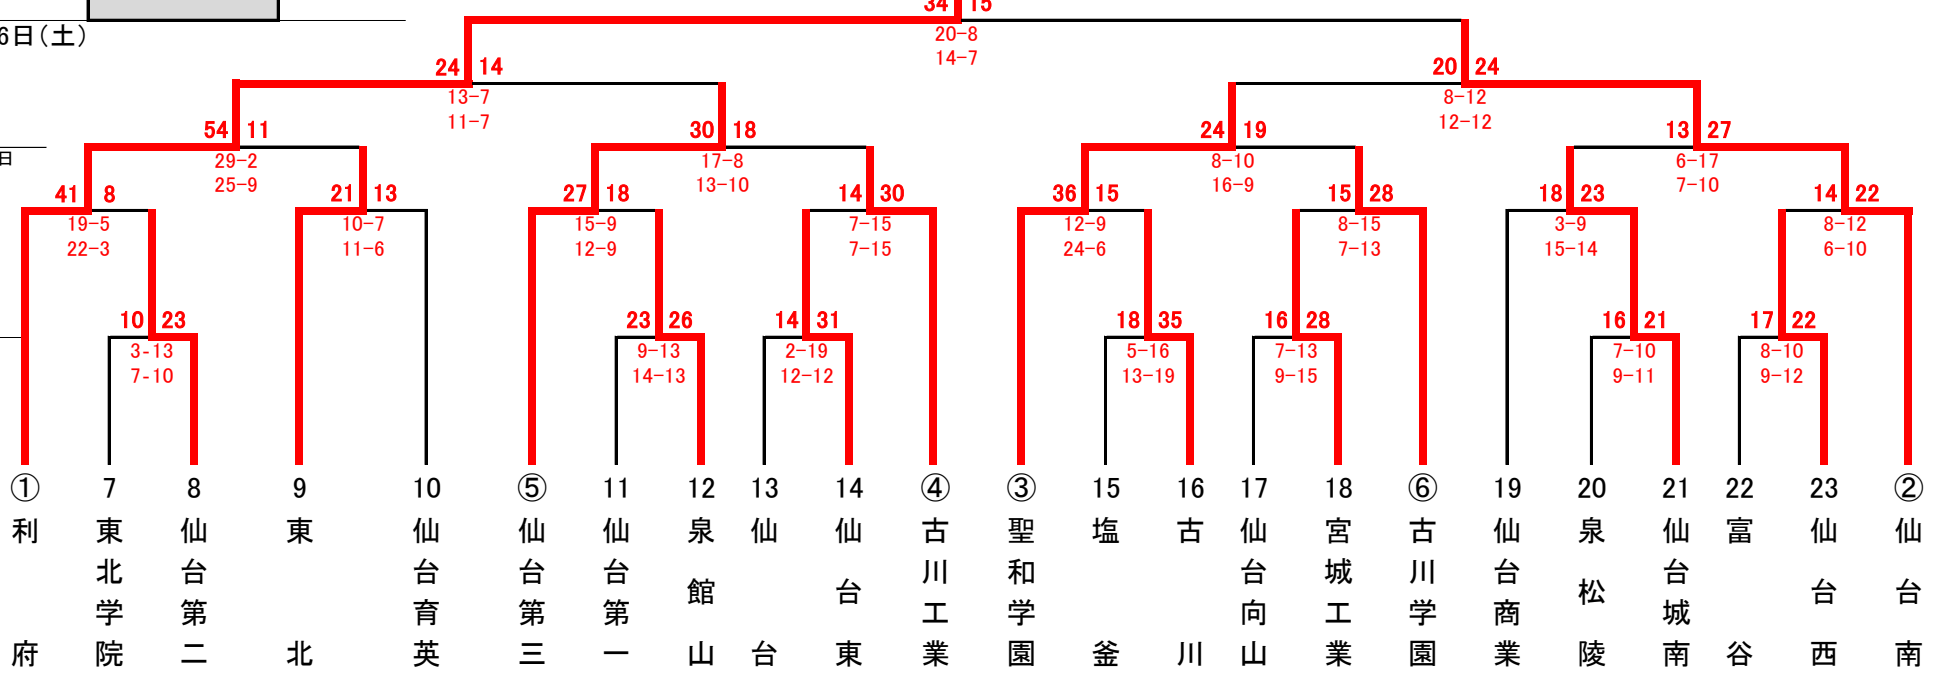 34 15
20-8
14-7
6日(土)
24 14
13-7
11-7
20 24
8-12
12-12
54 11
29-2
25-9
30 18
17-8
13-10
24 19
8-10
16-9
13 27
6-17
7-10
日
41 8
19-5
22-3
21 13
10-7
11-6
27 18
15-9
12-9
14 30
7-15
7-15
36 15
12-9
24-6
15 28
8-15
7-13
18 23
3-9
15-14
14 22
8-12
6-10
10 23
3-13
7-10
23 26
9-13
14-13
14 31
2-19
12-12
18 35
5-16
13-19
16 28
7-13
9-15
16 21
7-10
9-11
17 22
8-10
9-12
① 7 8 9 10 ⑤ 11 12 13 14 ④ ③ 15 16 17 18 ⑥ 19 20 21 22 23 ②
利府
東北学院
仙台第二
東北
仙台育英
仙台第三
仙台第一
泉館山
仙台
仙台東
古川工業
聖和学園
塩釜
古川
仙台向山
宮城工業
古川学園
仙台商業
泉松陵
仙台城南
富谷
仙台西
仙台南